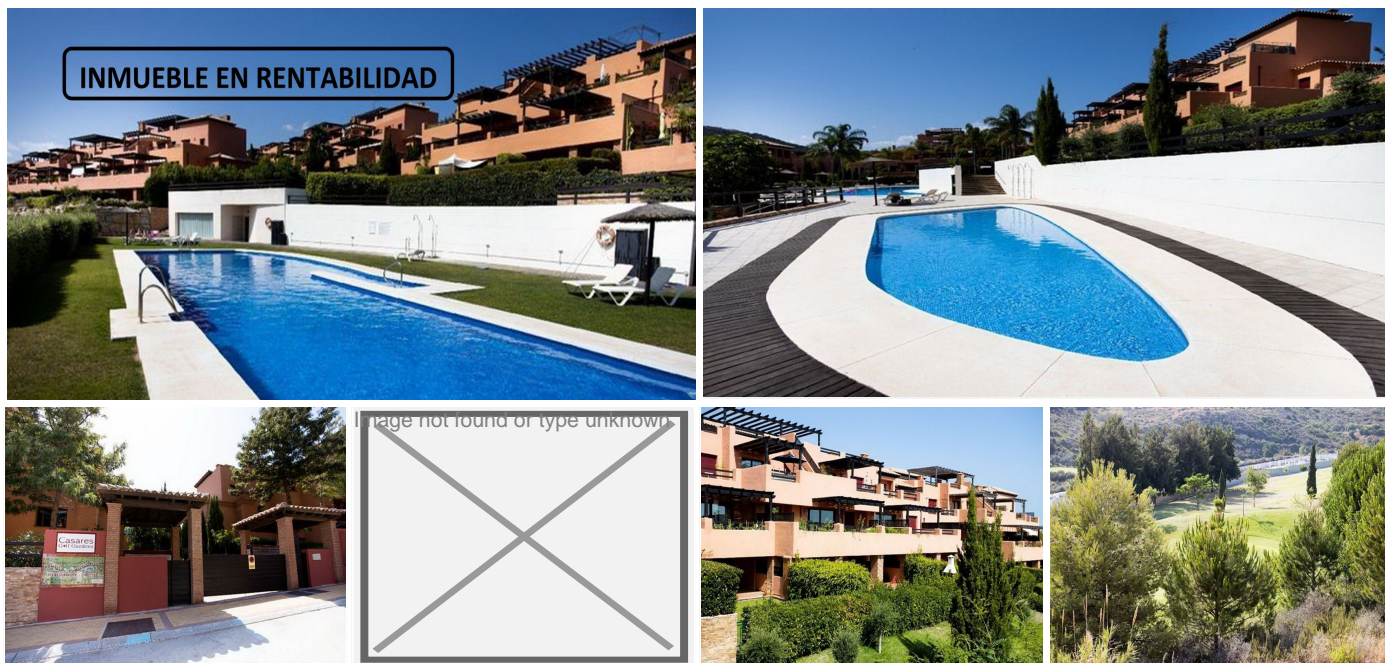 INMUEBLE EN RENTABILIDAD
Casares
Golf Gardens
Image not found or type unknown